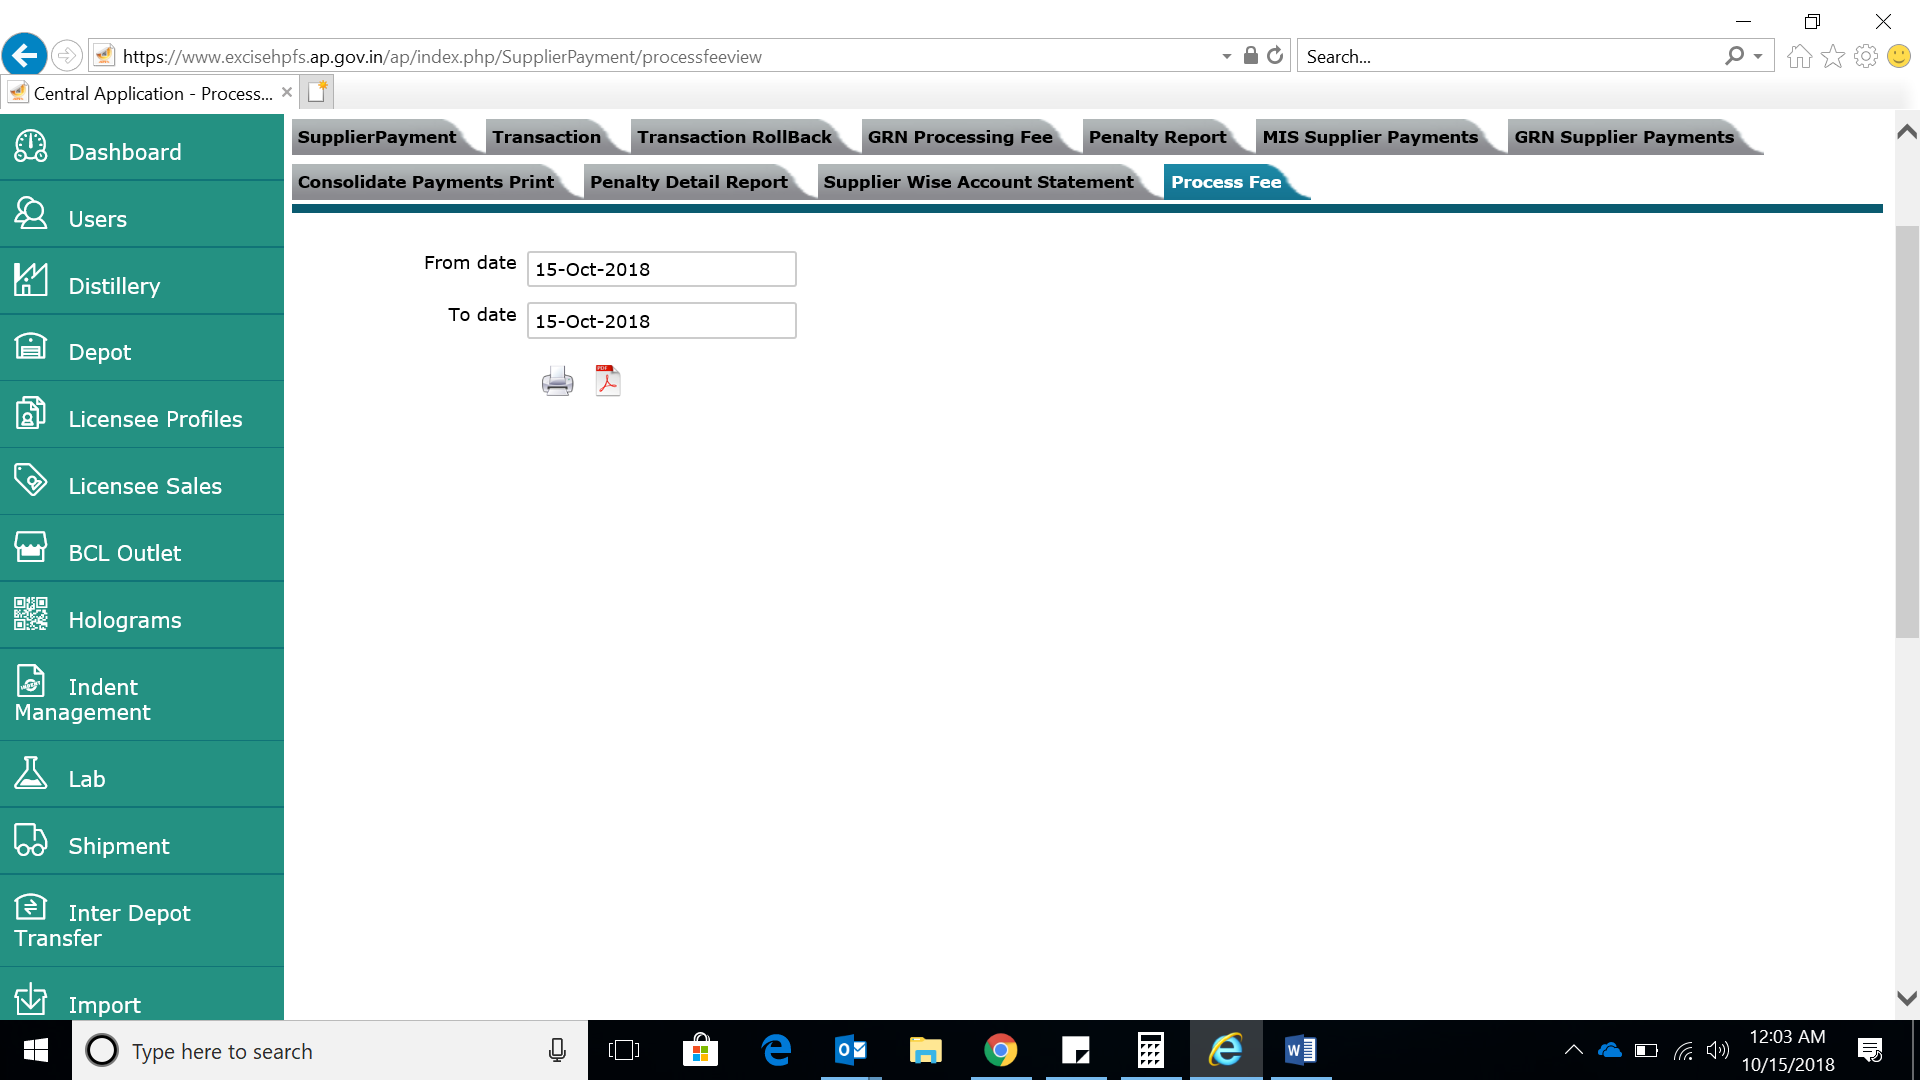 https://www.excisehpfs.ap.gov.in/ap/index.php/SupplierPayment/processfeeview
Search...
Central Application - Process...
Dashboard
Users
Distillery
Depot
Licensee Profiles
Licensee Sales
BCL Outlet
Holograms
Indent
Management
Lab
Shipment
Inter Depot
Transfer
Import
SupplierPayment Transaction Transaction RollBack GRN Processing Fee Penalty Report MIS Supplier Payments GRN Supplier Payments
Consolidate Payments Print Penalty Detail Report Supplier Wise Account Statement Process Fee
From date 15-Oct-2018
To date 15-Oct-2018
PDF
Type here to search
12:03 AM
10/15/2018